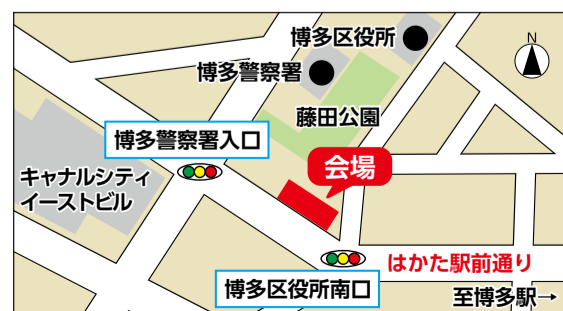 博多区役所
N
博多警察署
藤田公園
博多警察署入口
会場
キャナルシティ
イーストビル
はかた駅前通り
博多区役所南口
至博多駅→